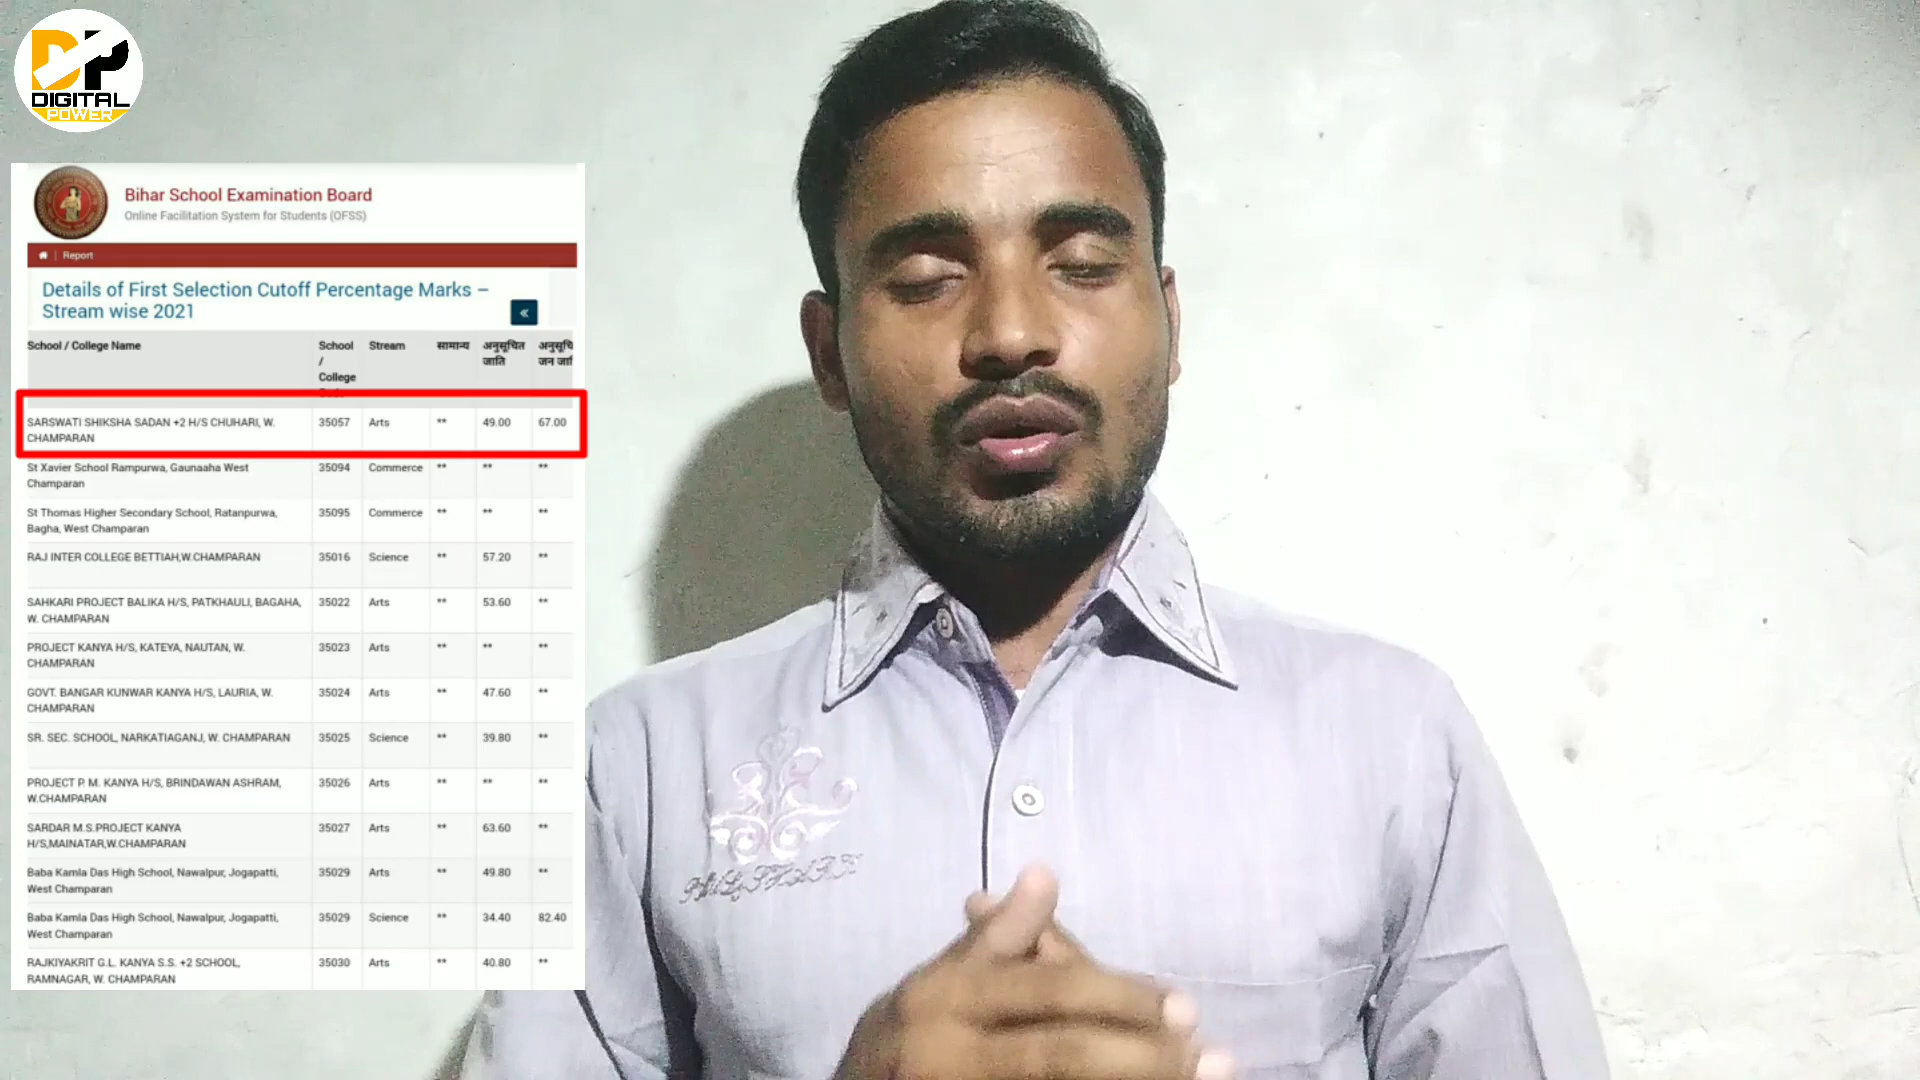 DP
DIGITAL
POWER
Bihar School Examination Board
Online Facilitation System for Students (OFSS)
Report
Details of First Selection Cutoff Percentage Marks –
Stream wise 2021
«
School / College Name School Stream सामान्य अनुसूचित
/ जाति जन
College
SARSWATI SHIKSHA SADAN +2 H/S CHUHARI, W. 35057 Arts ** 49.00 67.00
CHAMPARAN
St Xavier School Rampurwa, Gaunaaha West 35094 Commerce ** ** **
Champaran
St Thomas Higher Secondary School, Ratanpurwa, 35095 Commerce ** ** **
Bagha, West Champaran
RAJ INTER COLLEGE BETTIAH,W.CHAMPARAN 35016 Science ** 57.20 **
SAHKARI PROJECT BALIKA H/S, PATKHAULI, BAGAHA, 35022 Arts ** 53.60 **
W. CHAMPARAN
PROJECT KANYA H/S, KATEYA, NAUTAN, W. 35023 Arts ** ** **
CHAMPARAN
GOVT. BANGAR KUNWAR KANYA H/S, LAURIA, W. 35024 Arts ** 47.60 **
CHAMPARAN
SR. SEC. SCHOOL, NARKATIAGANJ, W. CHAMPARAN 35025 Science ** 39.80 **
PROJECT P. M. KANYA H/S, BRINDAWAN ASHRAM, 35026 Arts ** ** **
W.CHAMPARAN
SARDAR M.S.PROJECT KANYA 35027 Arts ** 63.60 **
H/S,MAINATAR,W.CHAMPARAN
Baba Kamla Das High School, Nawalpur, Jogapatti, 35029 Arts ** 49.80 **
West Champaran
Baba Kamla Das High School, Nawalpur, Jogapatti, 35029 Science ** 34.40 82.40
West Champaran
RAJKIYAKRIT G.L. KANYA S.S. +2 SCHOOL, 35030 Arts ** 40.80 **
RAMNAGAR, W. CHAMPARAN